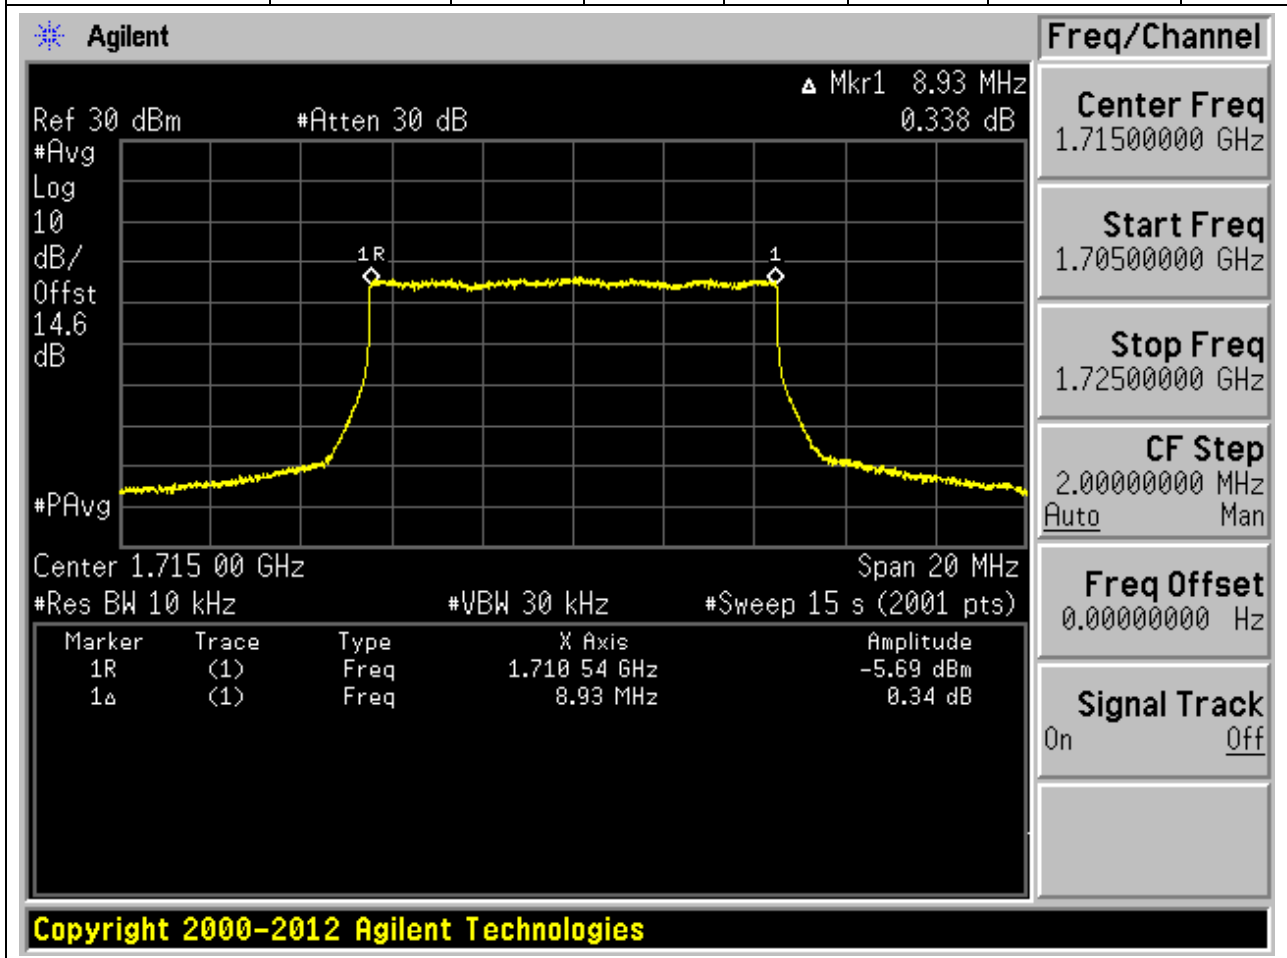 Agilent
Freq/Channel
Δ Mkr1 8.93 MHz
Ref 30 dBm #Atten 30 dB 0.338 dB
#Avg
Log
10
dB/
Offst
14.6
dB
#PAvg
1R
1
Center 1.715 00 GHz Span 20 MHz
#Res BW 10 kHz #VBW 30 kHz #Sweep 15 s (2001 pts)
Marker Trace Type X Axis Amplitude
1R (1) Freq 1.710 54 GHz -5.69 dBm
1Δ (1) Freq 8.93 MHz 0.34 dB
Center Freq
1.71500000 GHz
Start Freq
1.70500000 GHz
Stop Freq
1.72500000 GHz
CF Step
2.00000000 MHz
Auto Man
Freq Offset
0.00000000 Hz
Signal Track
On Off
Copyright 2000-2012 Agilent Technologies